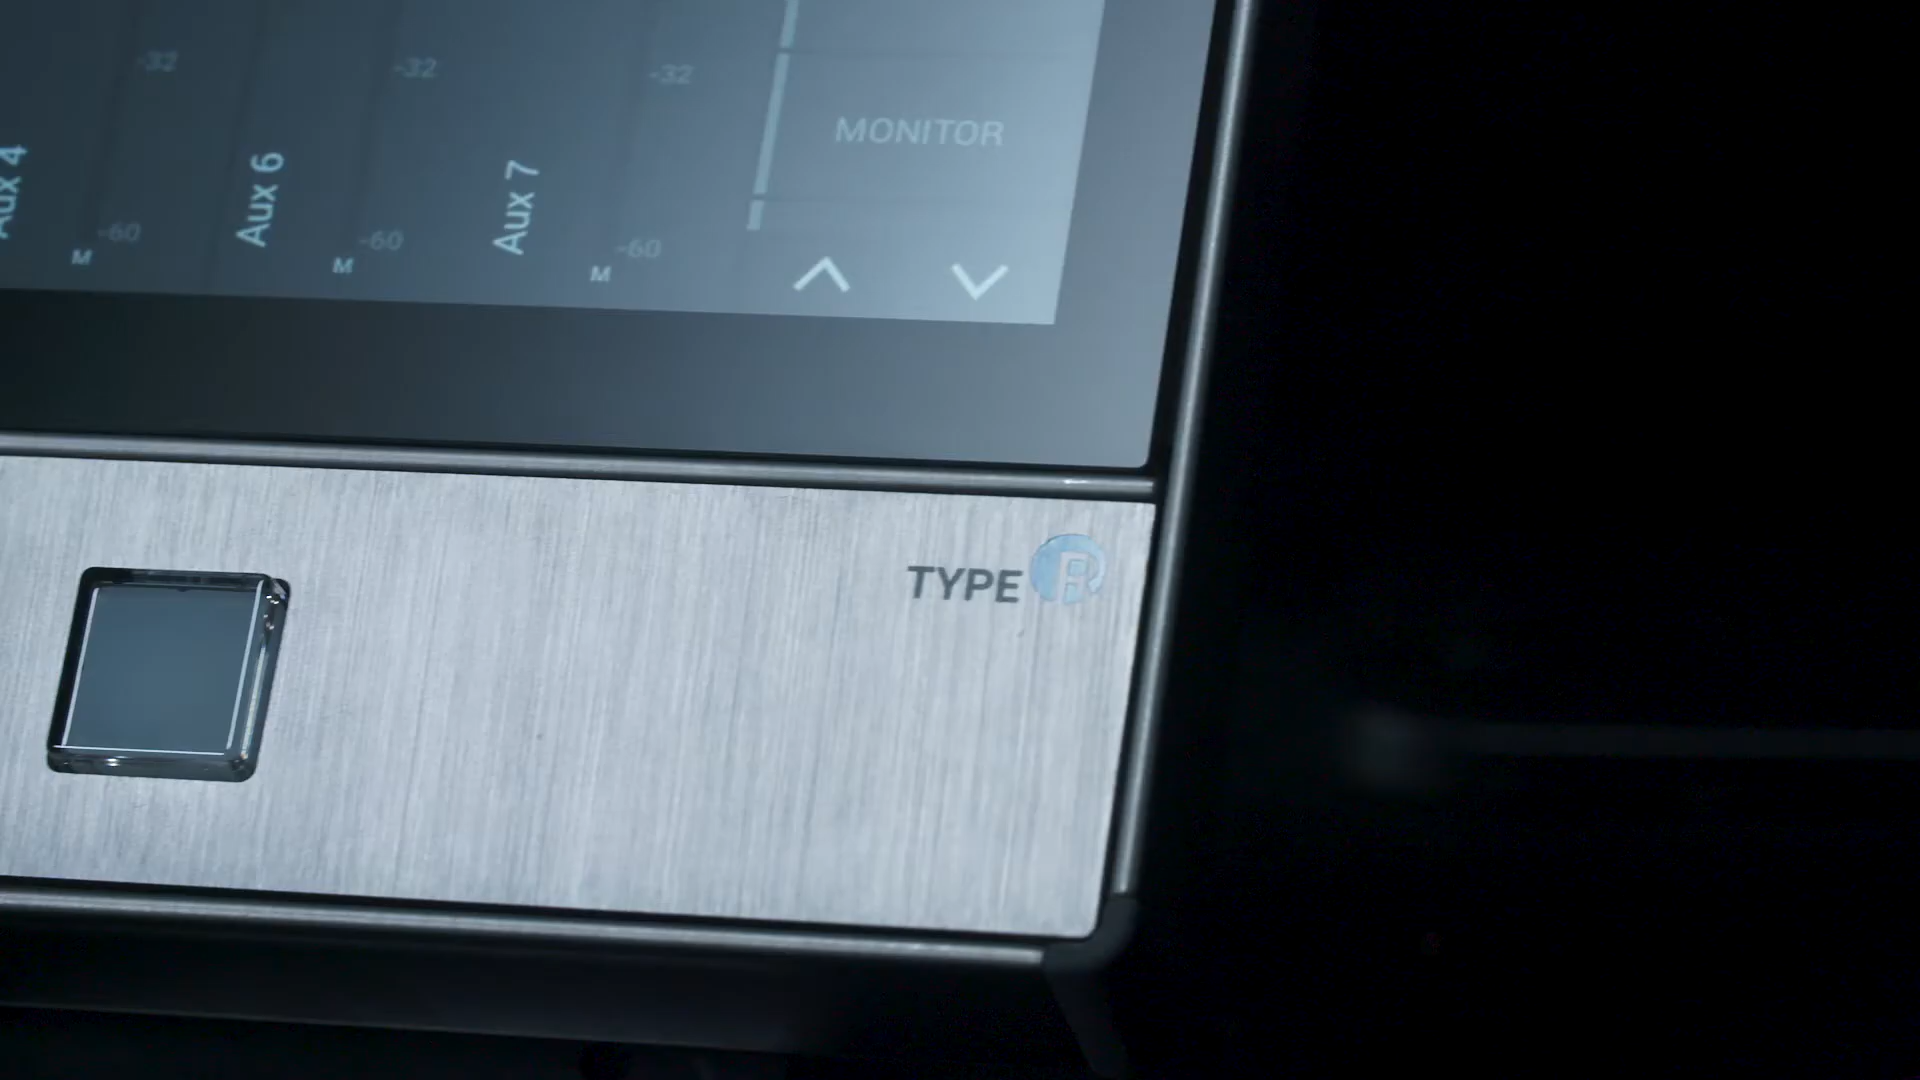 -32 -32 -32
MONITOR
Aux 4 Aux 6 Aux 7
-60 -60 -60
M M M
TYPE R